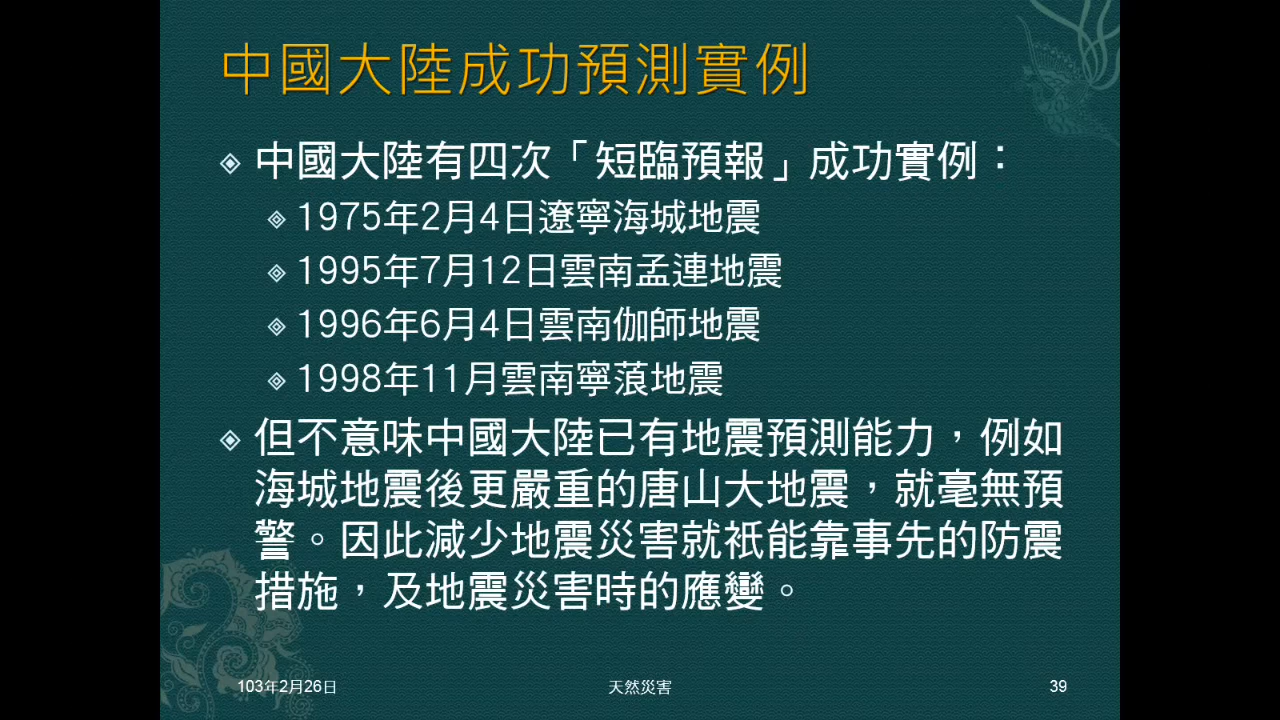 中國大陸成功預測實例
中國大陸有四次「短臨預報」成功實例：
1975年2月4日遼寧海城地震
1995年7月12日雲南孟連地震
1996年6月4日雲南伽師地震
1998年11月雲南寧蒗地震
但不意味中國大陸已有地震預測能力，例如
海城地震後更嚴重的唐山大地震，就毫無預
警。因此減少地震災害就衹能靠事先的防震
措施，及地震災害時的應變。
103年2月26日
天然災害
39